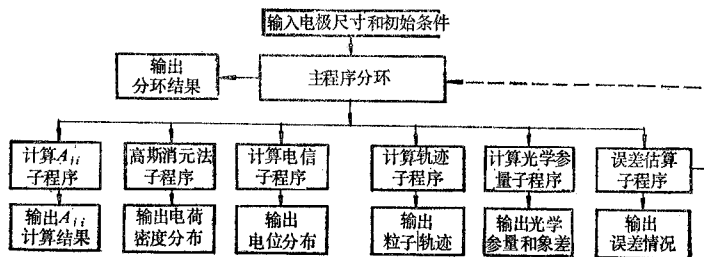 输入电极尺寸和初始条件
输出
分环结果
主程序分环
计算Aij
子程序
高斯消元法
子程序
计算电信
子程序
计算轨迹
子程序
计算光学参
量子程序
误差估算
子程序
输出Aij
计算结果
输出电荷
密度分布
输出
电位分布
输出
粒子轨迹
输出光学
参量和象差
输出
误差情况